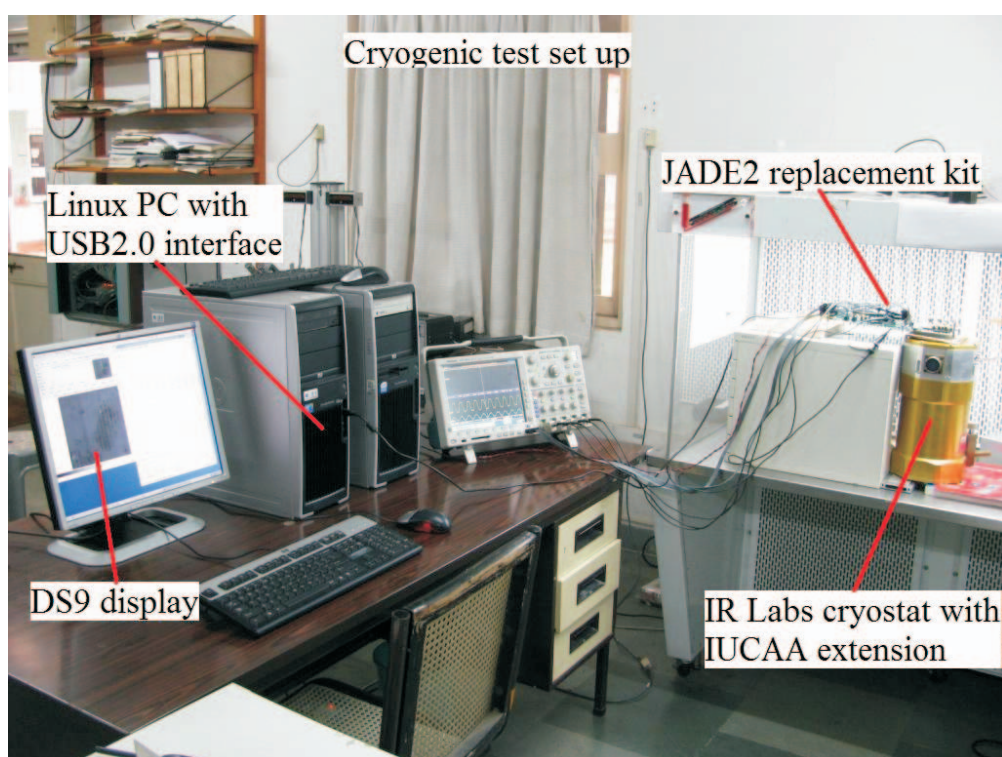 Cryogenic test set up
JADE2 replacement kit
Linux PC with
USB2.0 interface
DS9 display
IR Labs cryostat with
IUCAA extension